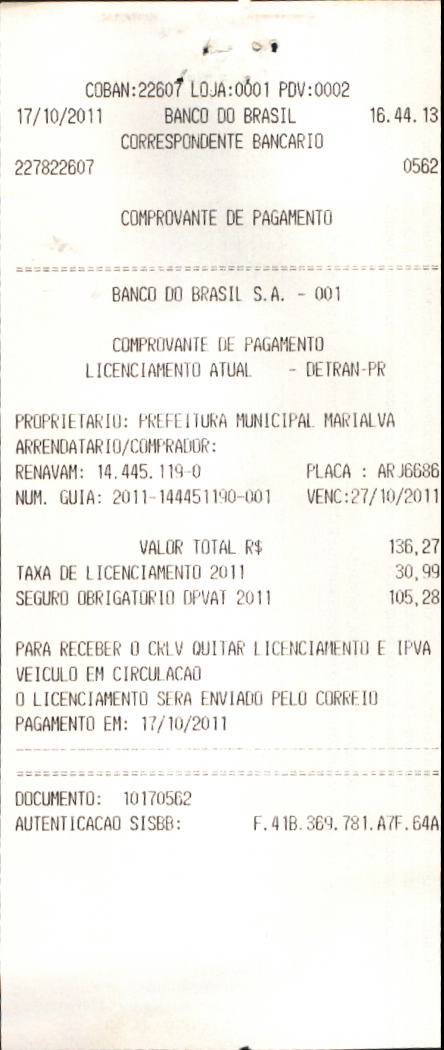 COBAN:22607 LOJA:0001 PDV:0002
17/10/2011 BANCO DO BRASIL 16.44.13
CORRESPONDENTE BANCARIO
227822607 0562
COMPROVANTE DE PAGAMENTO
================================================
BANCO DO BRASIL S.A. - 001
COMPROVANTE DE PAGAMENTO
LICENCIAMENTO ATUAL - DETRAN-PR
PROPRIETARIO: PREFEITURA MUNICIPAL MARIALVA
ARRENDATARIO/COMPRADOR:
RENAVAM: 14.445.119-0 PLACA : ARJ6686
NUM. GUIA: 2011-144451190-001 VENC:27/10/2011
VALOR TOTAL R$ 136,27
TAXA DE LICENCIAMENTO 2011 30,99
SEGURO OBRIGATORIO DPVAT 2011 105,28
PARA RECEBER O CRLV QUITAR LICENCIAMENTO E IPVA
VEICULO EM CIRCULACAO
O LICENCIAMENTO SERA ENVIADO PELO CORREIO
PAGAMENTO EM: 17/10/2011
------------------------------------------------
================================================
DOCUMENTO: 10170562
AUTENTICACAO SISBB: F.41B.369.781.A7F.64A